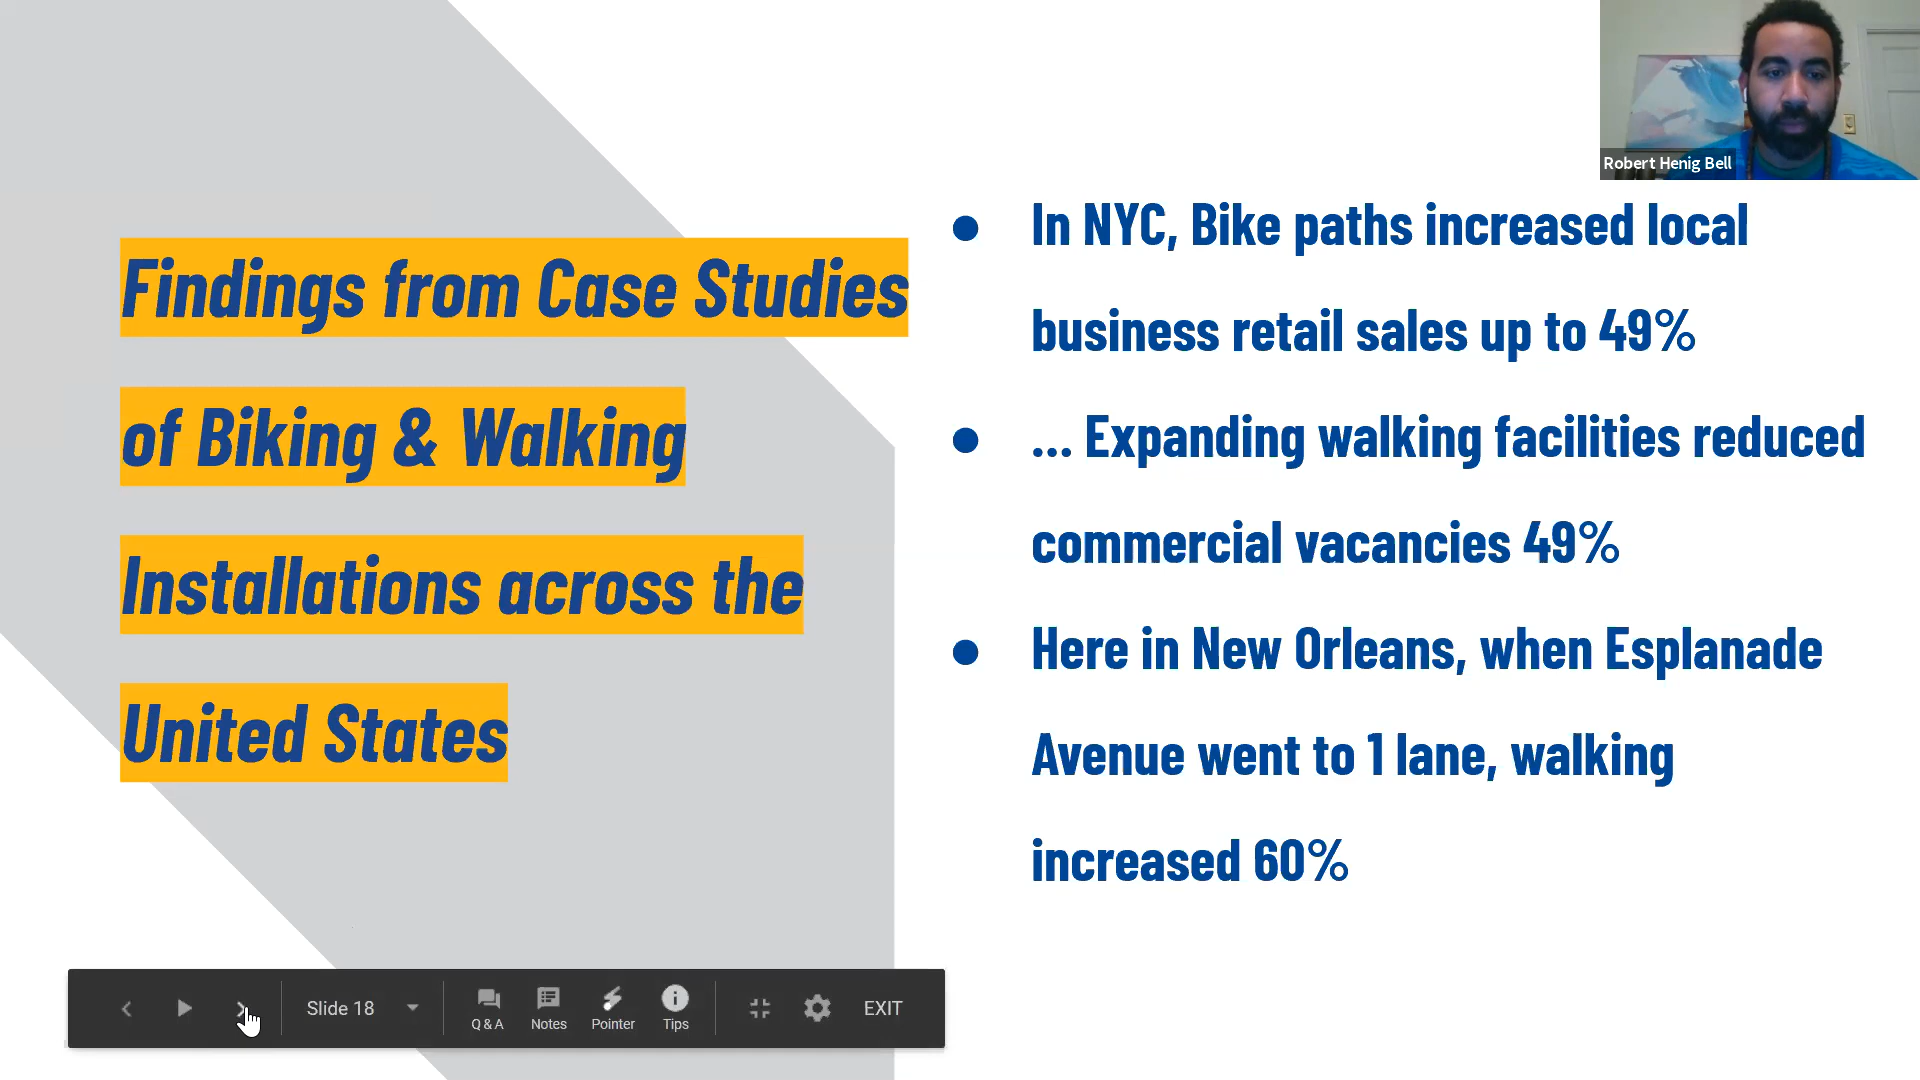 Robert Henig Bell
Findings from Case Studies
of Biking & Walking
Installations across the
United States
● In NYC, Bike paths increased local
business retail sales up to 49%
● ... Expanding walking facilities reduced
commercial vacancies 49%
● Here in New Orleans, when Esplanade
Avenue went to 1 lane, walking
increased 60%
Slide 18
Q & A
Notes
Pointer
Tips
EXIT